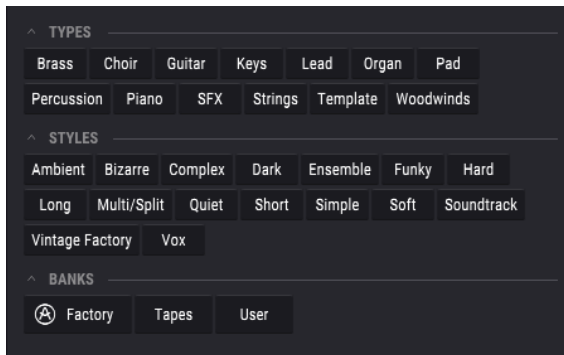 TYPES
Brass Choir Guitar Keys Lead Organ Pad
Percussion Piano SFX Strings Template Woodwinds
STYLES
Ambient Bizarre Complex Dark Ensemble Funky Hard
Long Multi/Split Quiet Short Simple Soft Soundtrack
Vintage Factory Vox
BANKS
Factory Tapes User